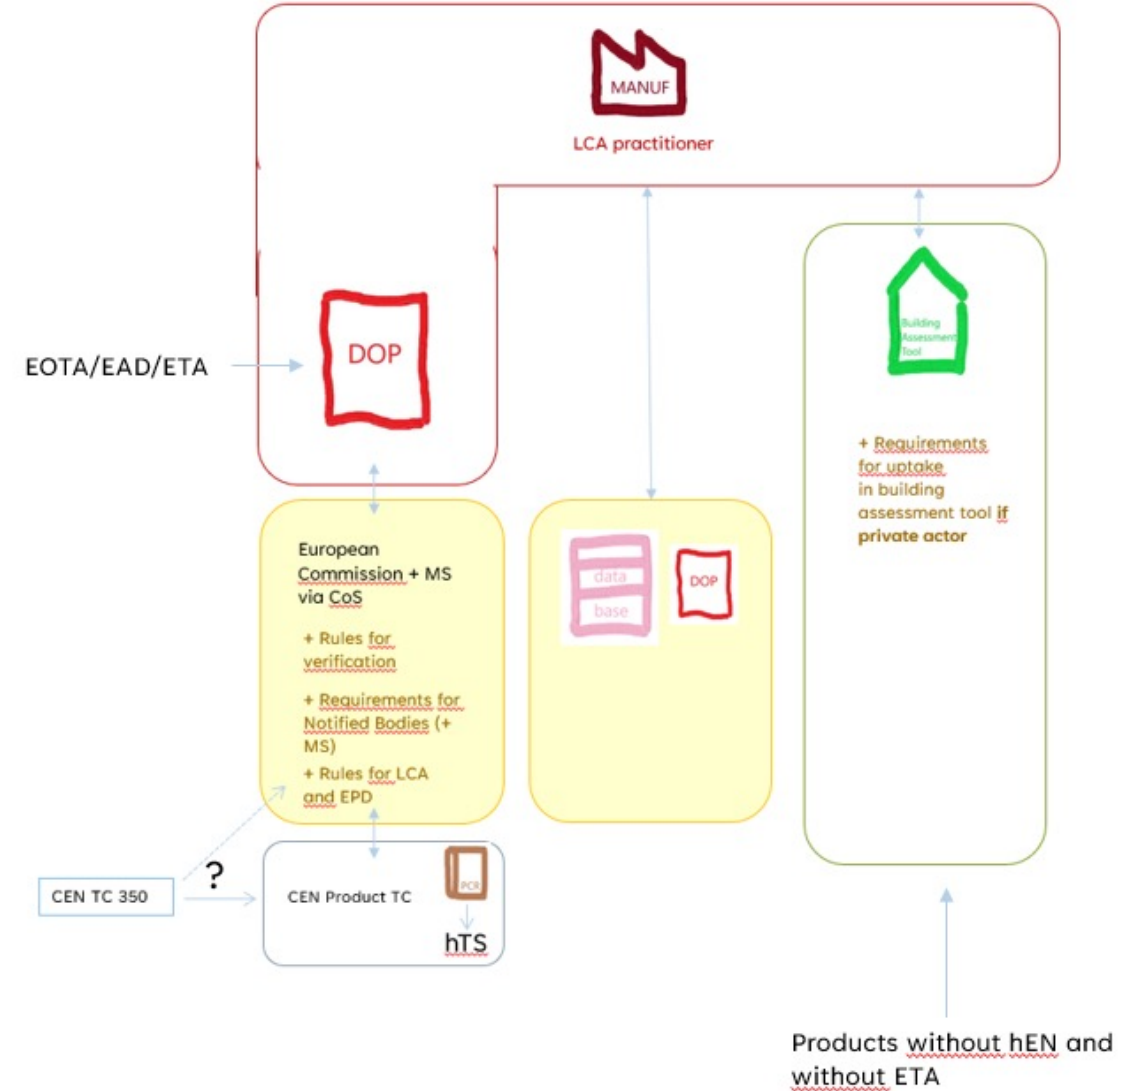 MANUF
LCA practitioner
DOP
EOTA/EAD/ETA
Building
Assessment
Tool
+ Requirements
for uptake
in building
assessment tool if
private actor
European
Commission + MS
via CoS
+ Rules for
verification
+ Requirements for
Notified Bodies (+
MS)
+ Rules for LCA
and EPD
data
base
DOP
?
CEN TC 350
CEN Product TC
PCR
hTS
Products without hEN and
without ETA